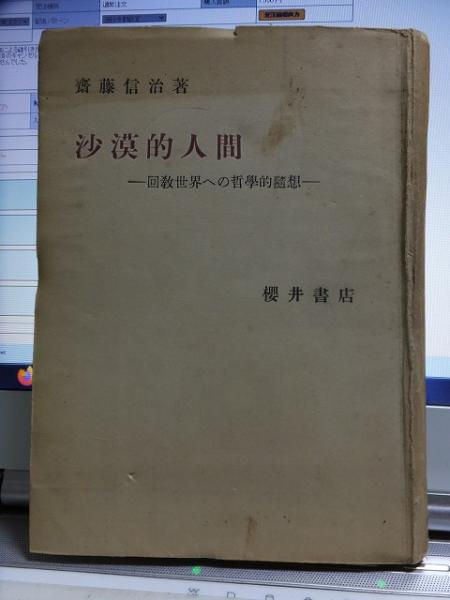 齋藤信治著
沙漠的人間
―回敎世界への哲學的隨想―
櫻井書店